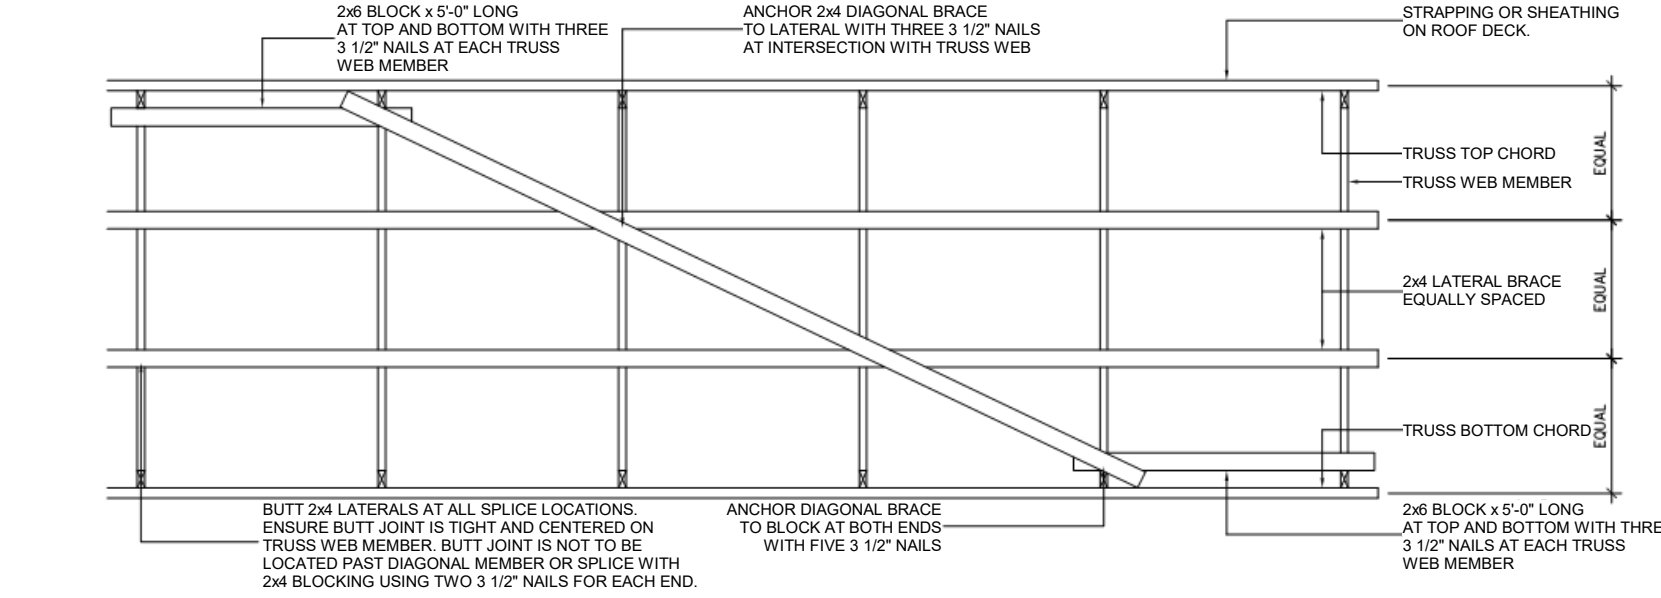 2x6 BLOCK x 5'-0" LONG
AT TOP AND BOTTOM WITH THREE
3 1/2" NAILS AT EACH TRUSS
WEB MEMBER
ANCHOR 2x4 DIAGONAL BRACE
TO LATERAL WITH THREE 3 1/2" NAILS
AT INTERSECTION WITH TRUSS WEB
STRAPPING OR SHEATHING
ON ROOF DECK.
TRUSS TOP CHORD
TRUSS WEB MEMBER
EQUAL
2x4 LATERAL BRACE
EQUALLY SPACED
EQUAL
TRUSS BOTTOM CHORD
EQUAL
BUTT 2x4 LATERALS AT ALL SPLICE LOCATIONS.
ENSURE BUTT JOINT IS TIGHT AND CENTERED ON
TRUSS WEB MEMBER. BUTT JOINT IS NOT TO BE
LOCATED PAST DIAGONAL MEMBER OR SPLICE WITH
2x4 BLOCKING USING TWO 3 1/2" NAILS FOR EACH END.
ANCHOR DIAGONAL BRACE
TO BLOCK AT BOTH ENDS
WITH FIVE 3 1/2" NAILS
2x6 BLOCK x 5'-0" LONG
AT TOP AND BOTTOM WITH THRE
3 1/2" NAILS AT EACH TRUSS
WEB MEMBER